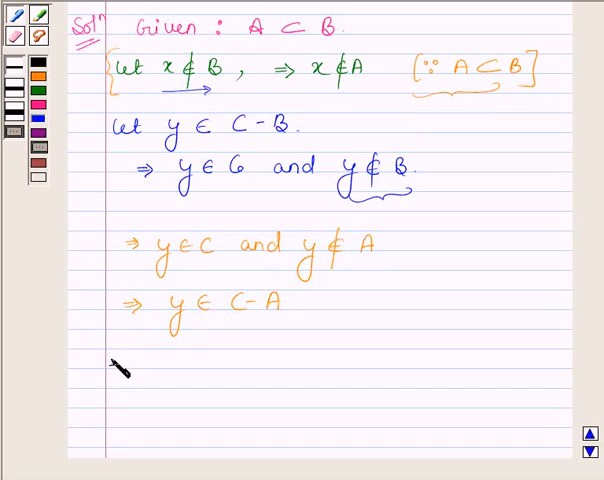 Solⁿ Given : A ⊂ B.
Let x ∉ B, ⇒ x ∉ A [∵ A ⊂ B]
Let y ∈ C - B.
⇒ y ∈ C and y ∉ B.
⇒ y ∈ C and y ∉ A
⇒ y ∈ C - A